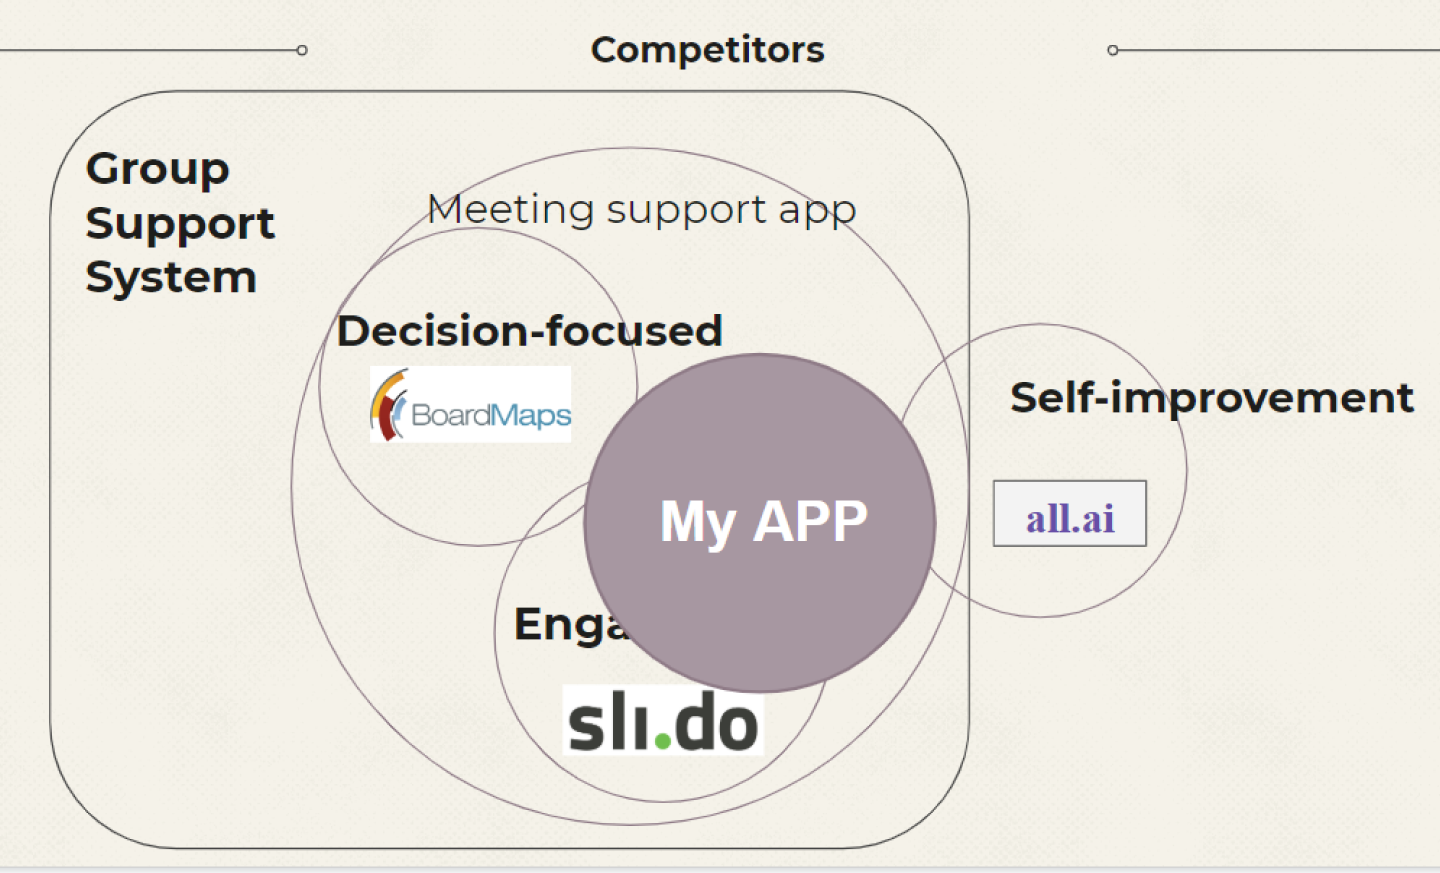 Competitors
Group
Support
System
Meeting support app
Decision-focused
BoardMaps
My APP
Self-improvement
all.ai
Enga
sli.do